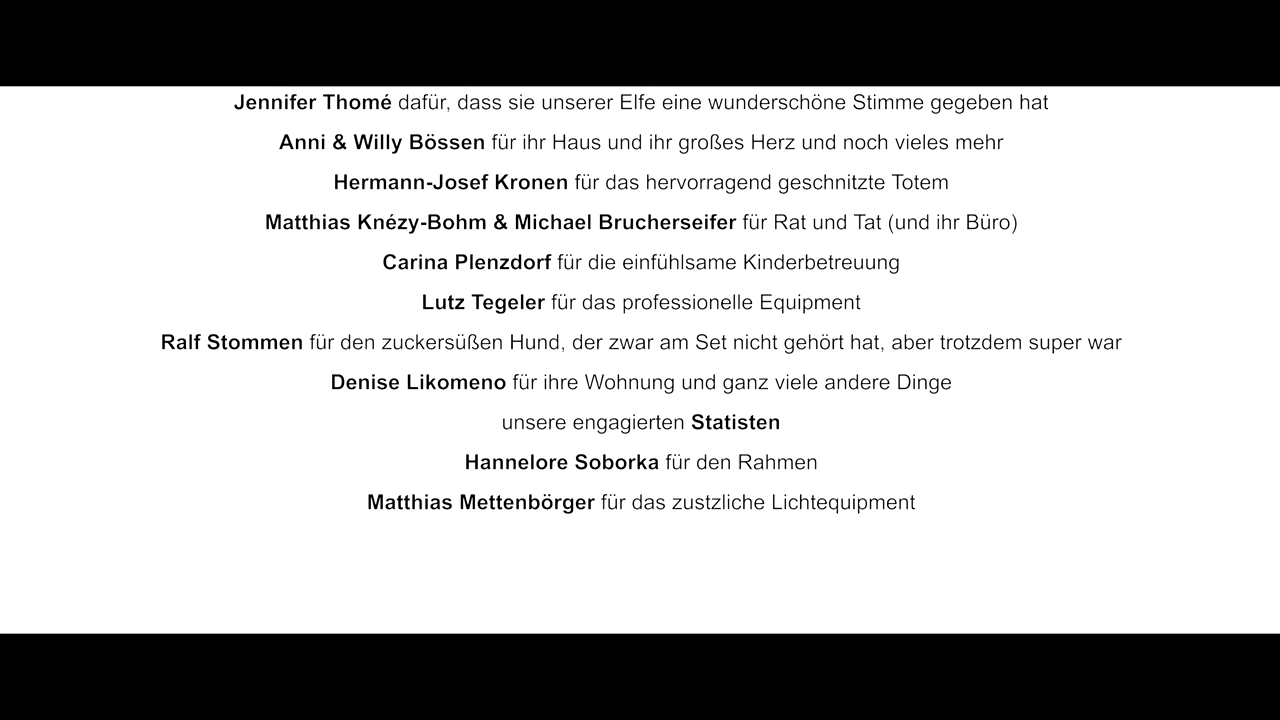 Jennifer Thomé dafür, dass sie unserer Elfe eine wunderschöne Stimme gegeben hat
Anni & Willy Bössen für ihr Haus und ihr großes Herz und noch vieles mehr
Hermann-Josef Kronen für das hervorragend geschnitzte Totem
Matthias Knézy-Bohm & Michael Brucherseifer für Rat und Tat (und ihr Büro)
Carina Plenzdorf für die einfühlsame Kinderbetreuung
Lutz Tegeler für das professionelle Equipment
Ralf Stommen für den zuckersüßen Hund, der zwar am Set nicht gehört hat, aber trotzdem super war
Denise Likomeno für ihre Wohnung und ganz viele andere Dinge
unsere engagierten Statisten
Hannelore Soborka für den Rahmen
Matthias Mettenbörger für das zustzliche Lichtequipment